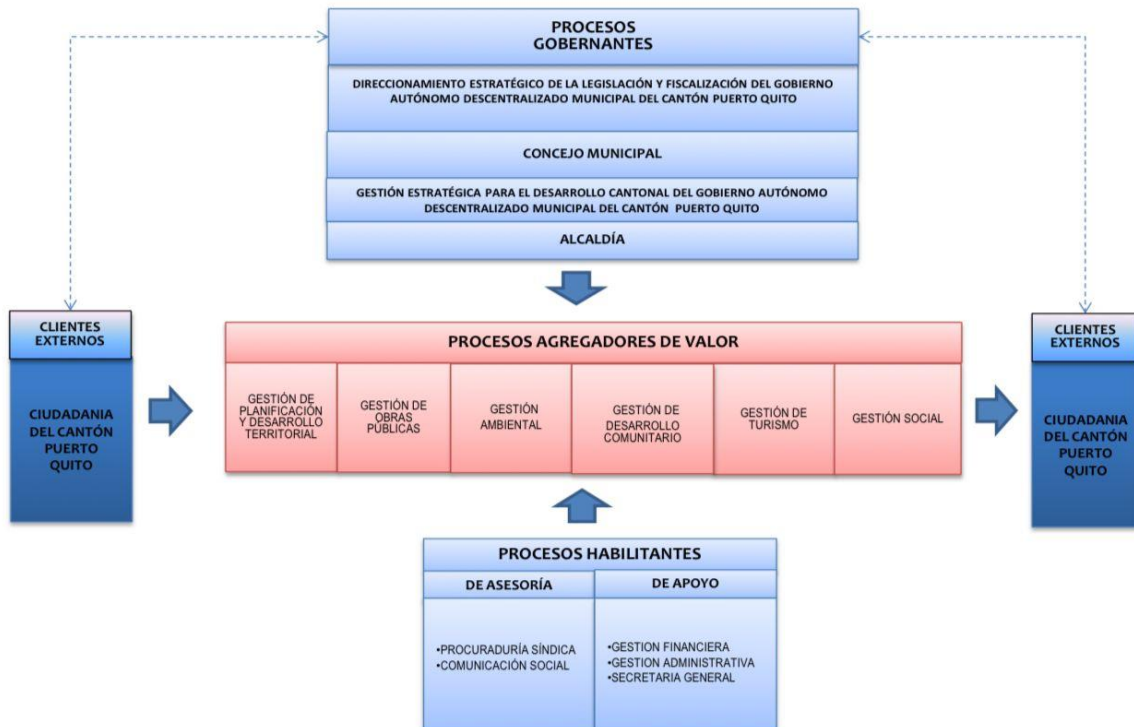 PROCESOS
GOBERNANTES
DIRECCIONAMIENTO ESTRATÉGICO DE LA LEGISLACIÓN Y FISCALIZACIÓN DEL GOBIERNO
AUTÓNOMO DESCENTRALIZADO MUNICIPAL DEL CANTÓN PUERTO QUITO
CONCEJO MUNICIPAL
GESTIÓN ESTRATÉGICA PARA EL DESARROLLO CANTONAL DEL GOBIERNO AUTÓNOMO
DESCENTRALIZADO MUNICIPAL DEL CANTÓN PUERTO QUITO
ALCALDÍA
CLIENTES
EXTERNOS
CIUDADANIA
DEL CANTÓN
PUERTO
QUITO
PROCESOS AGREGADORES DE VALOR
GESTIÓN DE
PLANIFICACIÓN
Y DESARROLLO
TERRITORIAL
GESTIÓN DE
OBRAS
PÚBLICAS
GESTIÓN
AMBIENTAL
GESTIÓN DE
DESARROLLO
COMUNITARIO
GESTIÓN DE
TURISMO
GESTIÓN SOCIAL
CLIENTES
EXTERNOS
CIUDADANIA
DEL CANTÓN
PUERTO
QUITO
PROCESOS HABILITANTES
DE ASESORÍA
•PROCURADURÍA SÍNDICA
•COMUNICACIÓN SOCIAL
DE APOYO
•GESTION FINANCIERA
•GESTION ADMINISTRATIVA
•SECRETARIA GENERAL